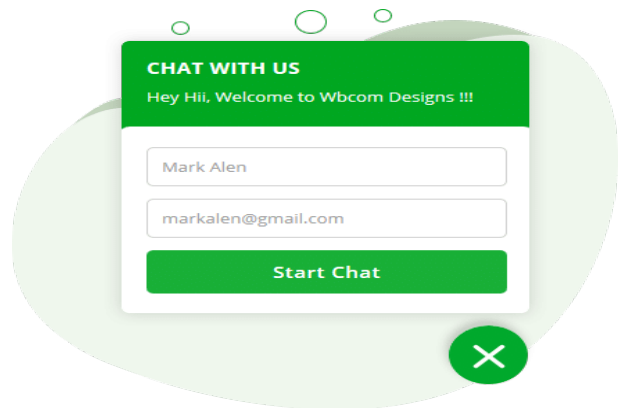 CHAT WITH US
Hey Hii, Welcome to Wbcom Designs !!!
Mark Alen
markalen@gmail.com
Start Chat